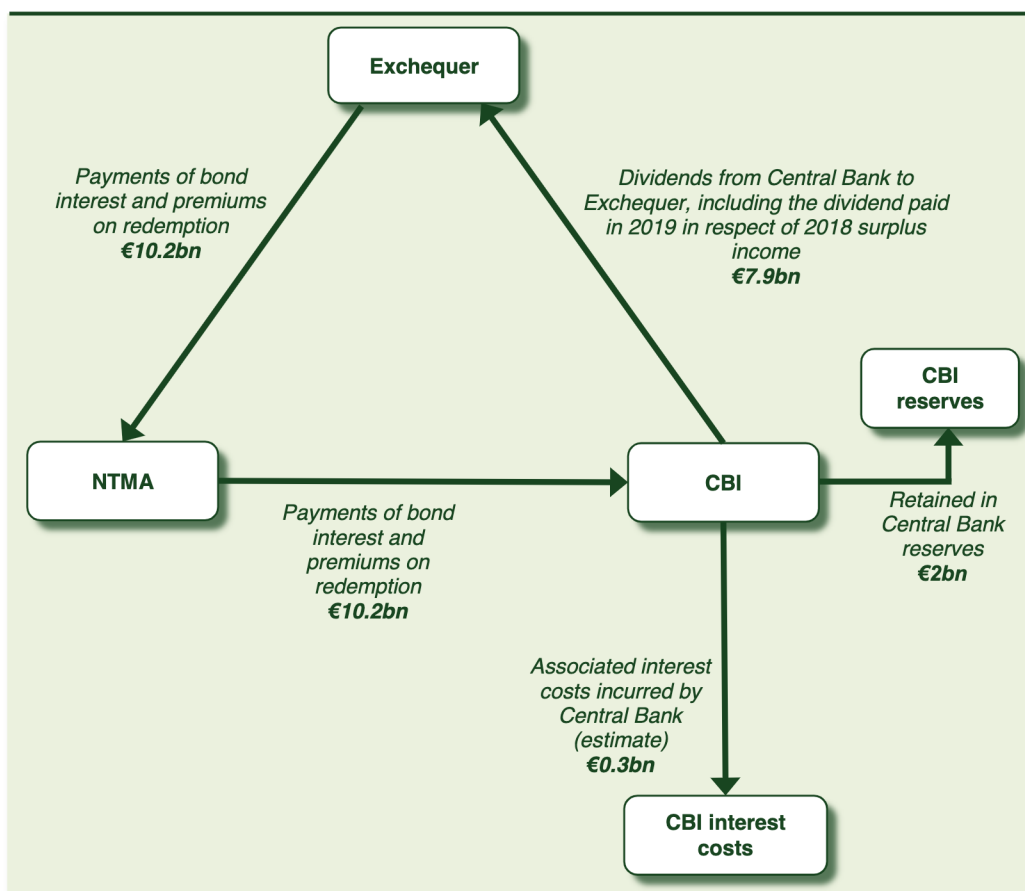 Exchequer
Payments of bond
interest and premiums
on redemption
€10.2bn
Dividends from Central Bank to
Exchequer, including the dividend paid
in 2019 in respect of 2018 surplus
income
€7.9bn
CBI
reserves
NTMA
CBI
Payments of bond
interest and
premiums on
redemption
€10.2bn
Retained in
Central Bank
reserves
€2bn
Associated interest
costs incurred by
Central Bank
(estimate)
€0.3bn
CBI interest
costs